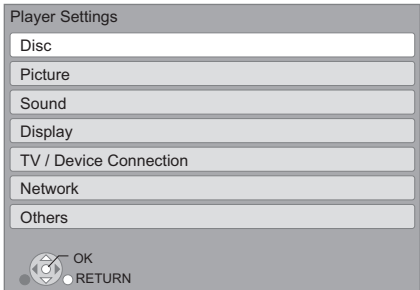 Player Settings
Disc
Picture
Sound
Display
TV / Device Connection
Network
Others
OK
RETURN